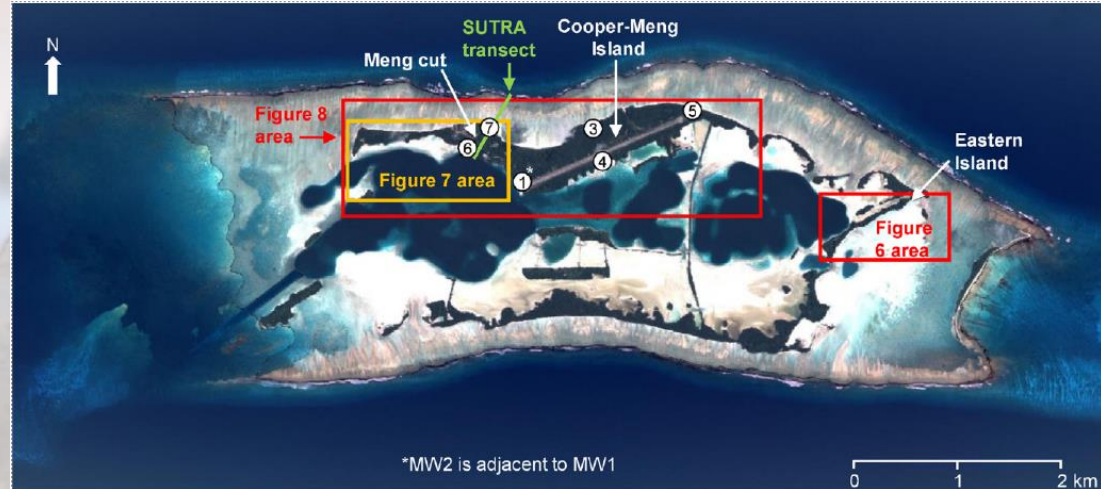 N
SUTRA
transect
Meng cut
Cooper-Meng
Island
Figure 8
area
5
3
7
6
4
1*
Figure 7 area
Eastern
Island
Figure
6 area
*MW2 is adjacent to MW1
0 1 2 km